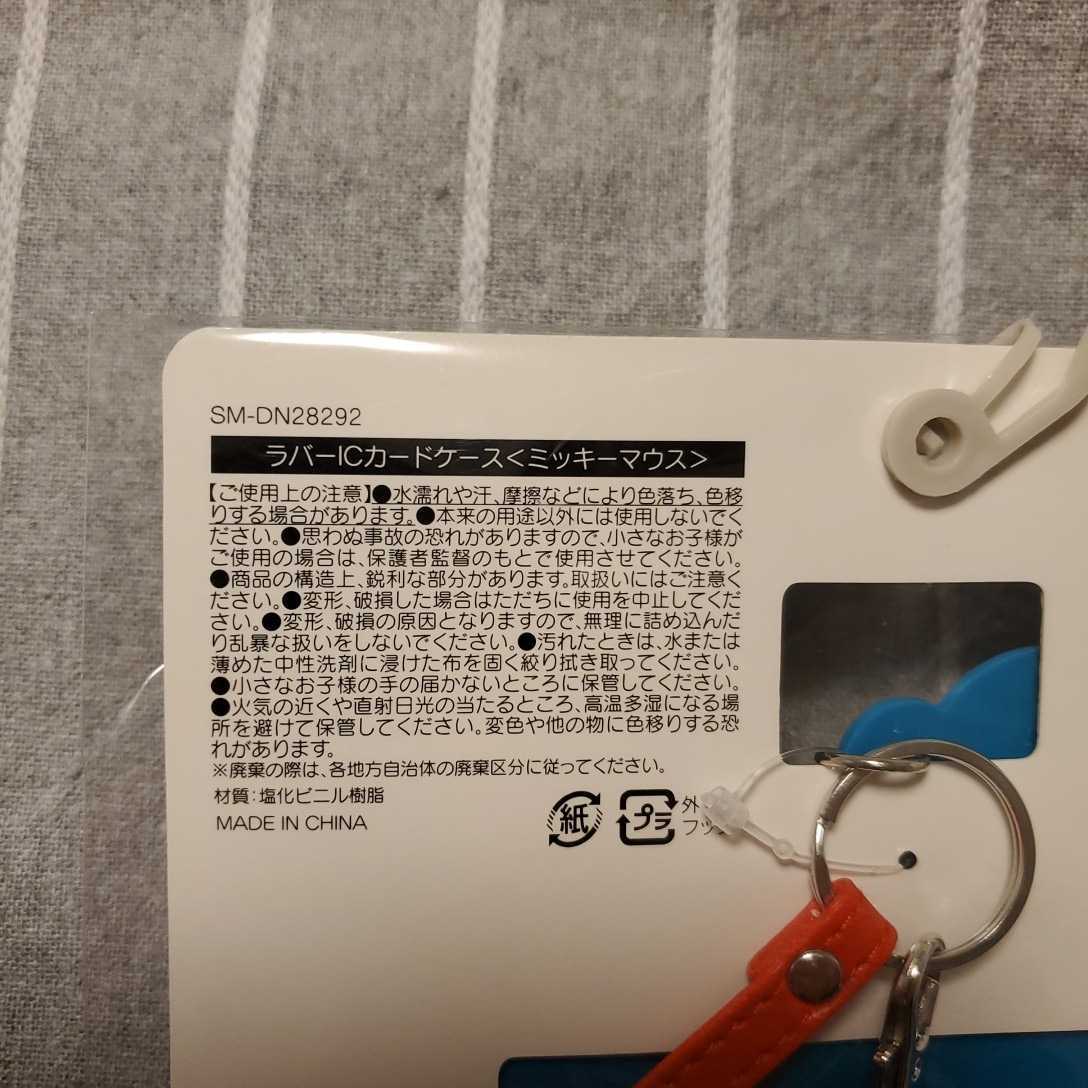 SM-DN28292
ラバーICカードケース<ミッキーマウス>
【ご使用上の注意】●水濡れや汗、摩擦などにより色落ち、色移
りする場合があります。●本来の用途以外には使用しないでく
ださい。●思わぬ事故の恐れがありますので、小さなお子様が
ご使用の場合は、保護者監督のもとで使用させてください。
●商品の構造上、鋭利な部分があります。取扱いにはご注意く
ださい。●変形、破損した場合はただちに使用を中止してくだ
さい。●変形、破損の原因となりますので、無理に詰め込んだ
り乱暴な扱いをしないでください。●汚れたときは、水または
薄めた中性洗剤に浸けた布を固く絞り拭き取ってください。
●小さなお子様の手の届かないところに保管してください。
●火気の近くや直射日光の当たるところ、高温多湿になる場
所を避けて保管してください。変色や他の物に色移りする恐
れがあります。
※廃棄の際は、各地方自治体の廃棄区分に従ってください。
材質:塩化ビニル樹脂
MADE IN CHINA
紙 プラ 外